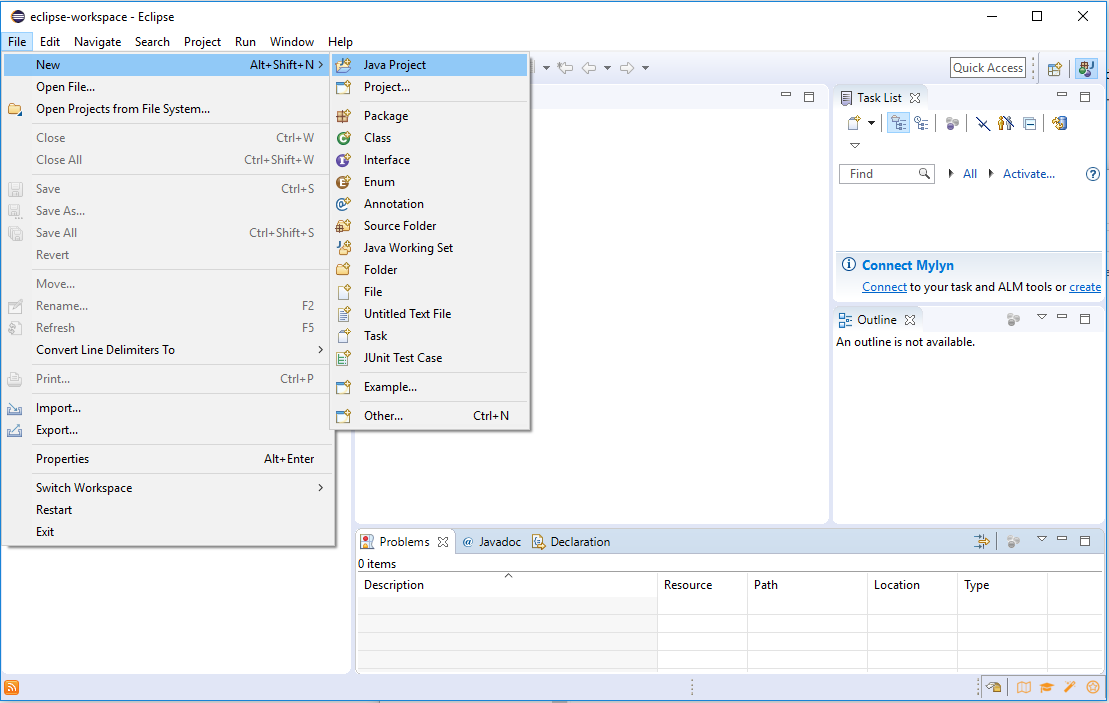 eclipse-workspace - Eclipse
File Edit Navigate Search Project Run Window Help
New Alt+Shift+N
Open File...
Open Projects from File System...
Close Ctrl+W
Close All Ctrl+Shift+W
Save Ctrl+S
Save As...
Save All Ctrl+Shift+S
Revert
Move...
Rename... F2
Refresh F5
Convert Line Delimiters To
Print... Ctrl+P
Import...
Export...
Properties Alt+Enter
Switch Workspace
Restart
Exit
Java Project
Project...
Package
Class
Interface
Enum
Annotation
Source Folder
Java Working Set
Folder
File
Untitled Text File
Task
JUnit Test Case
Example...
Other... Ctrl+N
Quick Access
Task List
Find All Activate...
Connect Mylyn
Connect to your task and ALM tools or create
Outline
An outline is not available.
Problems @ Javadoc Declaration
0 items
Description Resource Path Location Type